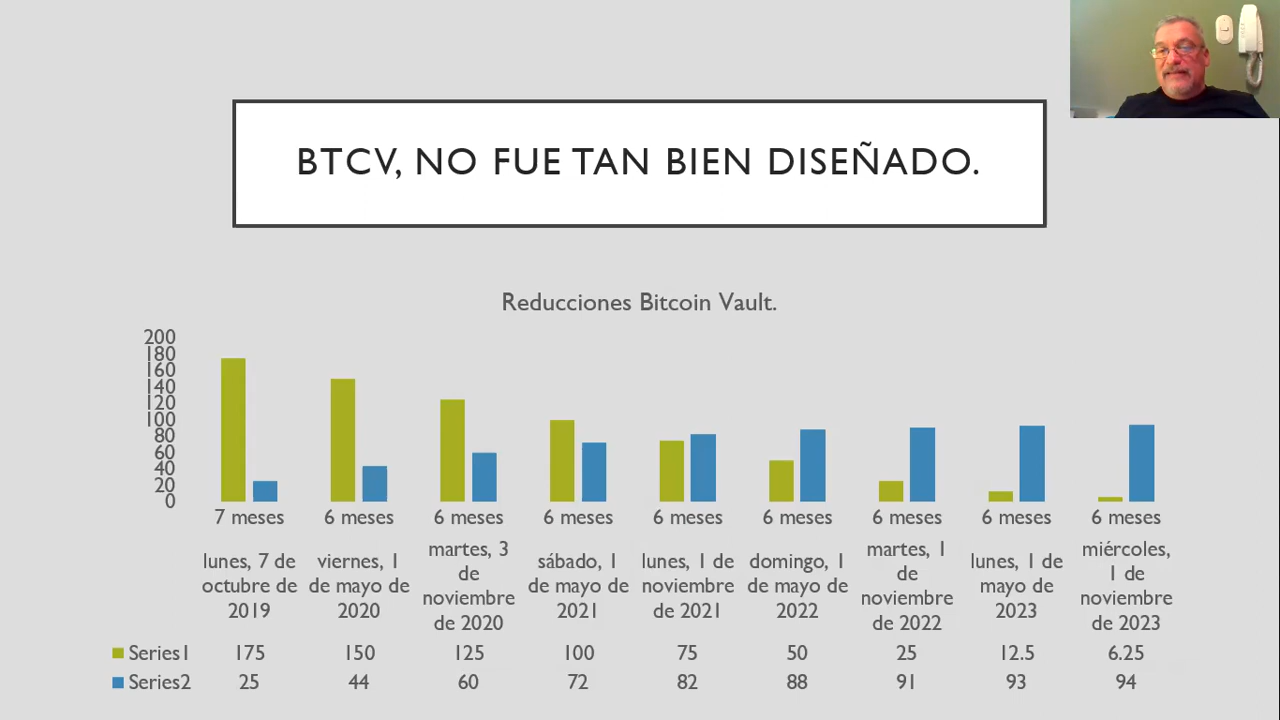 BTCV, NO FUE TAN BIEN DISEÑADO.
Reducciones Bitcoin Vault.
200
180
160
140
120
100
80
60
40
20
0
7 meses 6 meses 6 meses 6 meses 6 meses 6 meses 6 meses 6 meses 6 meses
lunes, 7 de
octubre de
2019
viernes, 1
de mayo de
2020
martes, 3
de
noviembre
de 2020
sábado, 1
de mayo de
2021
lunes, 1 de
noviembre
de 2021
domingo, 1
de mayo de
2022
martes, 1
de
noviembre
de 2022
lunes, 1 de
mayo de
2023
miércoles,
1 de
noviembre
de 2023
Series1 175 150 125 100 75 50 25 12.5 6.25
Series2 25 44 60 72 82 88 91 93 94